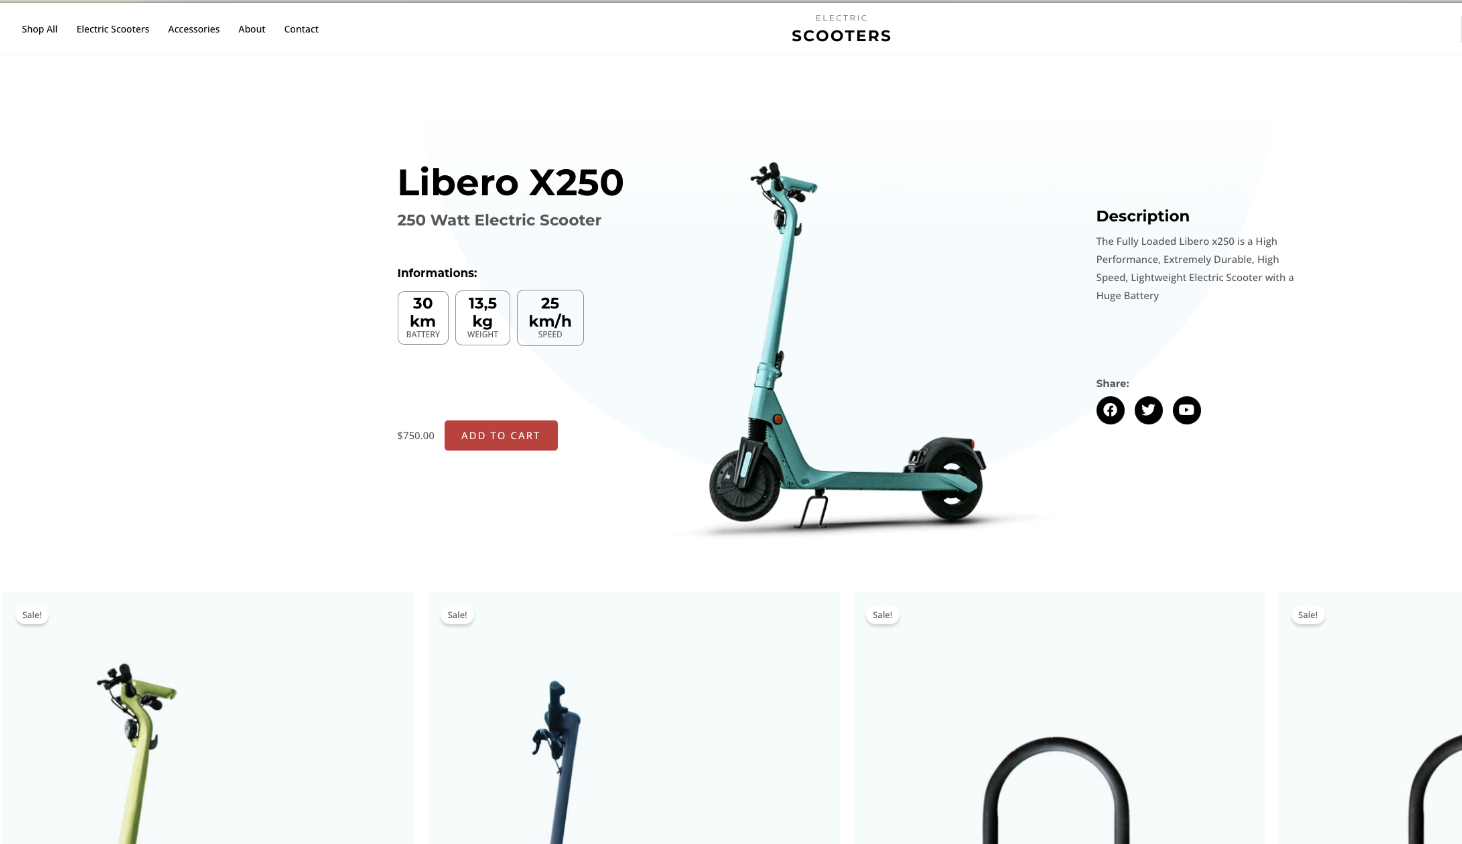 Shop All
Electric Scooters
Accessories
About
Contact
ELECTRIC
SCOOTERS
Libero X250
250 Watt Electric Scooter
Informations:
30
km
BATTERY
13,5
kg
WEIGHT
25
km/h
SPEED
$750.00
ADD TO CART
Description
The Fully Loaded Libero x250 is a High
Performance, Extremely Durable, High
Speed, Lightweight Electric Scooter with a
Huge Battery
Share:
Sale!
Sale!
Sale!
Sale!